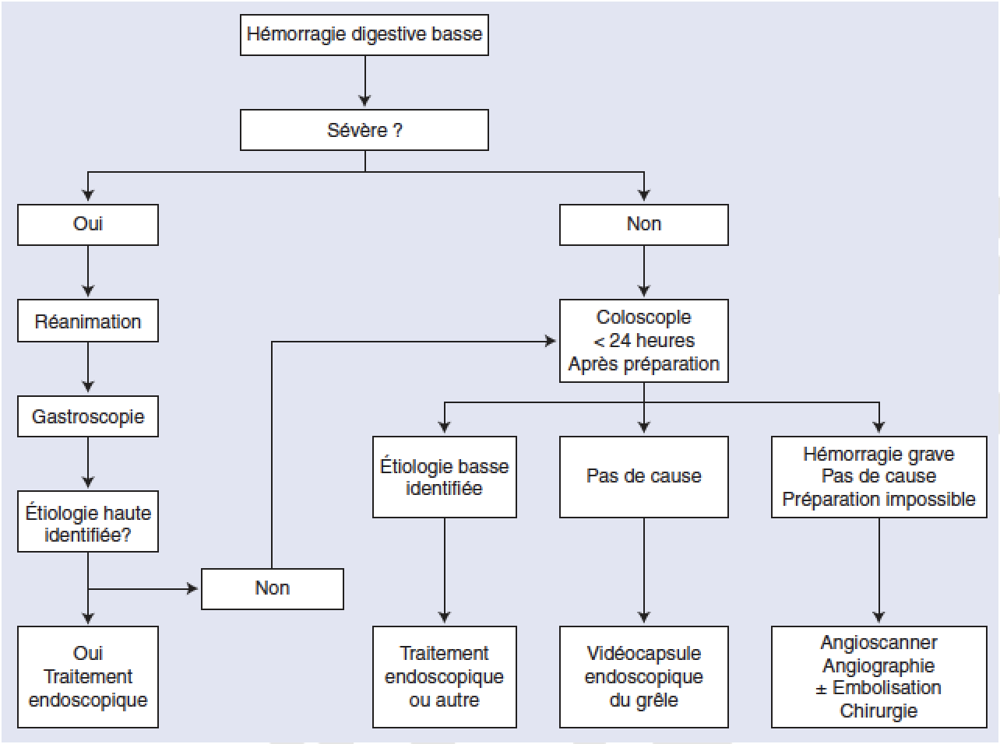 Hémorragie digestive basse
Sévère ?
Oui
Non
Réanimation
Coloscople
< 24 heures
Après préparation
Gastroscopie
Étiologie haute
identifiée?
Non
Oui
Traitement
endoscopique
Étiologie basse
identifiée
Pas de cause
Hémorragie grave
Pas de cause
Préparation impossible
Traitement
endoscopique
ou autre
Vidéocapsule
endoscopique
du grêle
Angioscanner
Angiographie
± Embolisation
Chirurgie